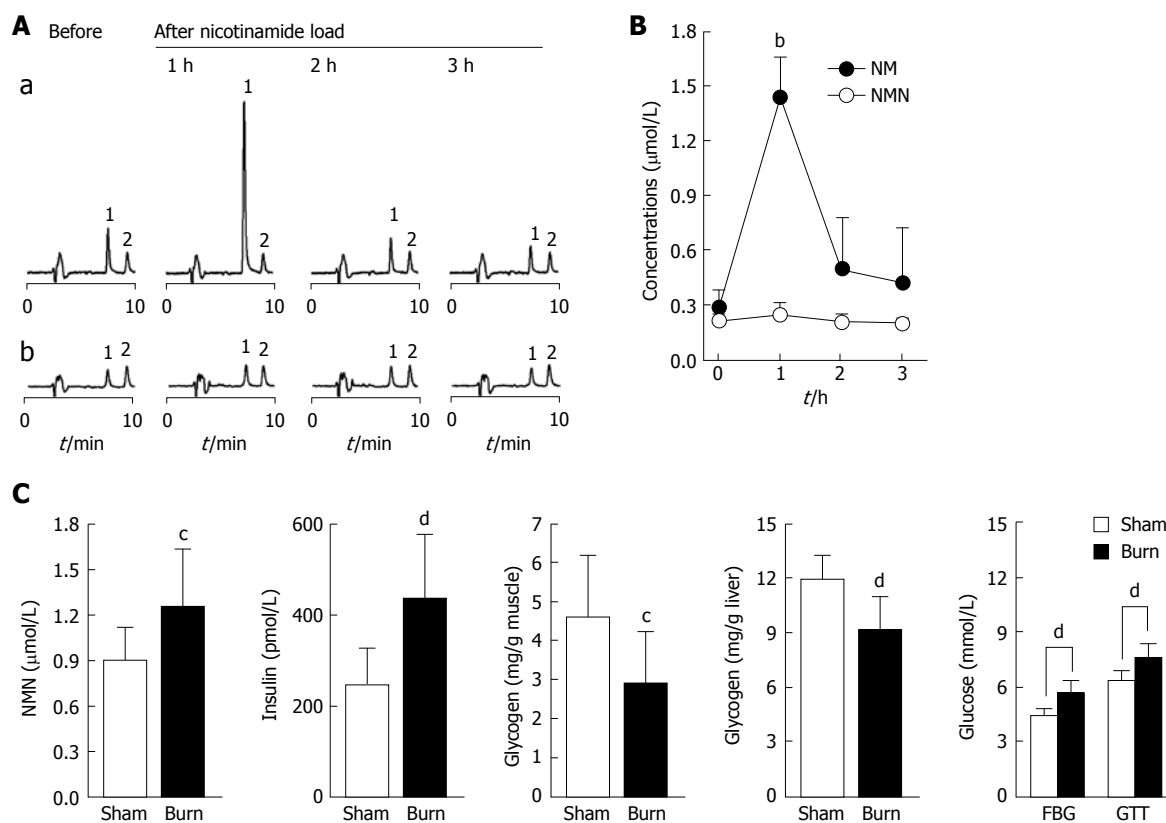 A Before After nicotinamide load
1 h 2 h 3 h
a
1
1 2
2
1 2
1 2
0 10 0 10 0 10 0 10
b
1 2 1 2 1 2 1 2
0 10 0 10 0 10 0 10
t/min t/min t/min t/min
B
Concentrations (μmol/L)
1.8
1.5
1.2
0.9
0.6
0.3
0.0
b
NM
NMN
0 1 2 3
t/h
C
NMN (μmol/L)
1.8
1.5
1.2
0.9
0.6
0.3
0.0
c
Sham Burn
Insulin (pmol/L)
600
400
200
0
d
Sham Burn
Glycogen (mg/g muscle)
7
6
5
4
3
2
1
0
c
Sham Burn
Glycogen (mg/g liver)
15
12
9
6
3
0
d
Sham Burn
Glucose (mmol/L)
15
12
9
6
3
0
Sham
Burn
d
d
FBG GTT